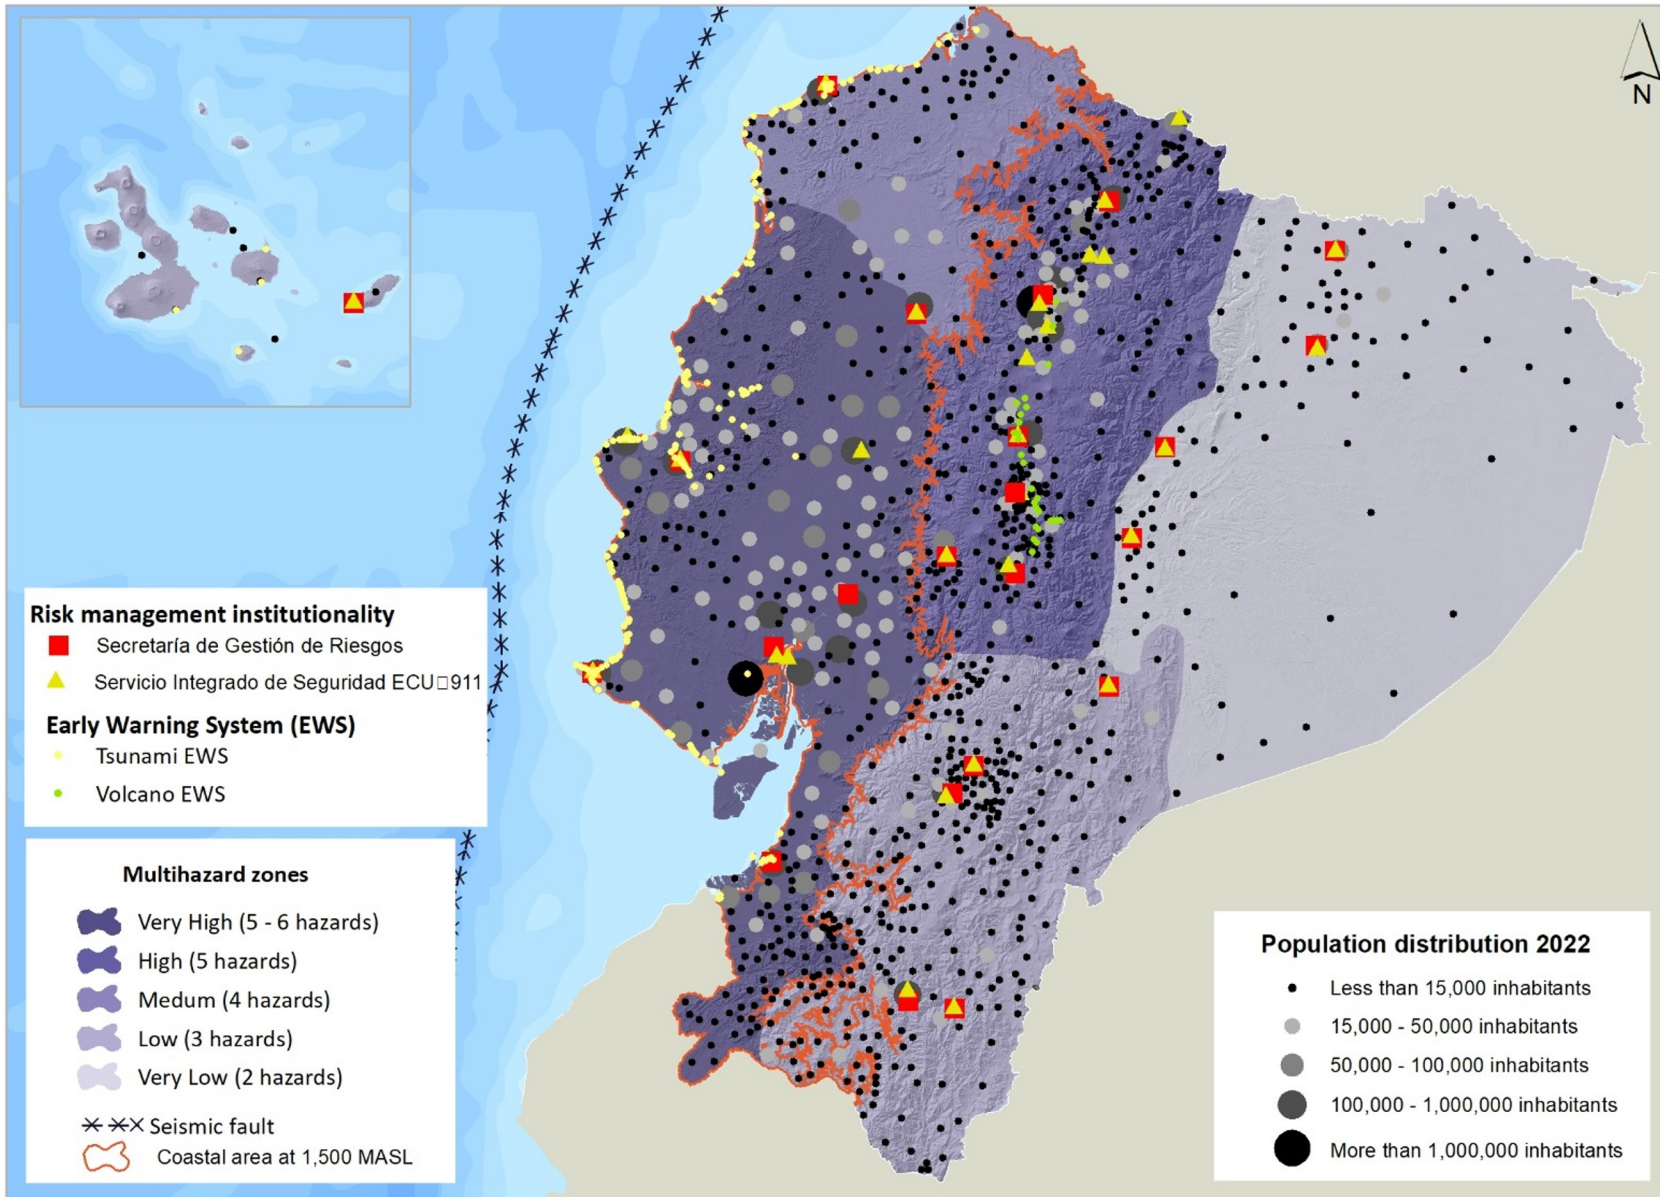 N
Risk management institutionality
Secretaría de Gestión de Riesgos
Servicio Integrado de Seguridad ECU□911
Early Warning System (EWS)
Tsunami EWS
Volcano EWS
Multihazard zones
Very High (5 - 6 hazards)
High (5 hazards)
Medum (4 hazards)
Low (3 hazards)
Very Low (2 hazards)
Seismic fault
Coastal area at 1,500 MASL
Population distribution 2022
Less than 15,000 inhabitants
15,000 - 50,000 inhabitants
50,000 - 100,000 inhabitants
100,000 - 1,000,000 inhabitants
More than 1,000,000 inhabitants